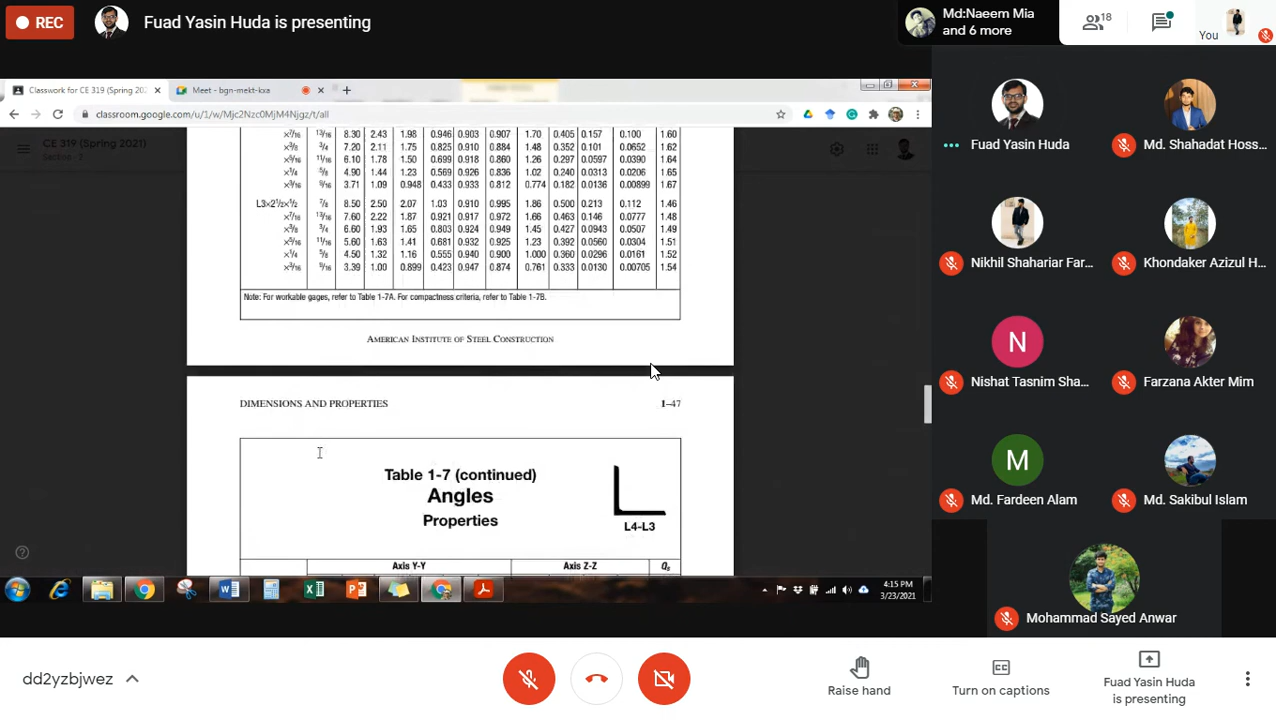 REC
Fuad Yasin Huda is presenting
Md:Naeem Mia
and 6 more
18
You
Classwork for CE 319 (Spring 202
Meet - bgn-mekt-kxa
classroom.google.com/u/1/w/Mjc2Nzc0MjM4Njgz/t/all
CE 319 (Spring 2021)
×7/16 13/16 8.30 2.43 1.98 0.946 0.903 0.907 1.70 0.405 0.157 0.100 1.60
×3/8 3/4 7.20 2.11 1.75 0.825 0.910 0.884 1.48 0.352 0.101 0.0652 1.62
×5/16 11/16 6.10 1.78 1.50 0.699 0.918 0.860 1.26 0.297 0.0597 0.0390 1.64
×1/4 5/8 4.90 1.44 1.23 0.569 0.926 0.836 1.02 0.240 0.0313 0.0206 1.65
×3/16 9/16 3.71 1.09 0.948 0.433 0.933 0.812 0.774 0.182 0.0136 0.00899 1.67
L3×2½×½ 7/8 8.50 2.50 2.07 1.03 0.910 0.995 1.86 0.500 0.213 0.112 1.46
×7/16 13/16 7.60 2.22 1.87 0.921 0.917 0.972 1.66 0.463 0.146 0.0777 1.48
×3/8 3/4 6.60 1.93 1.65 0.803 0.924 0.949 1.45 0.427 0.0943 0.0507 1.49
×5/16 11/16 5.60 1.63 1.41 0.681 0.932 0.925 1.23 0.392 0.0560 0.0304 1.51
×1/4 5/8 4.50 1.32 1.16 0.555 0.940 0.900 1.000 0.360 0.0296 0.0161 1.52
×3/16 9/16 3.39 1.00 0.899 0.423 0.947 0.874 0.761 0.333 0.0130 0.00705 1.54
Note: For workable gages, refer to Table 1-7A. For compactness criteria, refer to Table 1-7B.
AMERICAN INSTITUTE OF STEEL CONSTRUCTION
DIMENSIONS AND PROPERTIES 1–47
Table 1-7 (continued)
Angles
Properties
L4-L3
Axis Y-Y Axis Z-Z Qs
4:15 PM
3/23/2021
Fuad Yasin Huda
Md. Shahadat Hoss...
Nikhil Shahariar Far...
Khondaker Azizul H...
N
Nishat Tasnim Sha...
Farzana Akter Mim
M
Md. Fardeen Alam
Md. Sakibul Islam
Mohammad Sayed Anwar
dd2yzbjwez
Raise hand
Turn on captions
Fuad Yasin Huda
is presenting